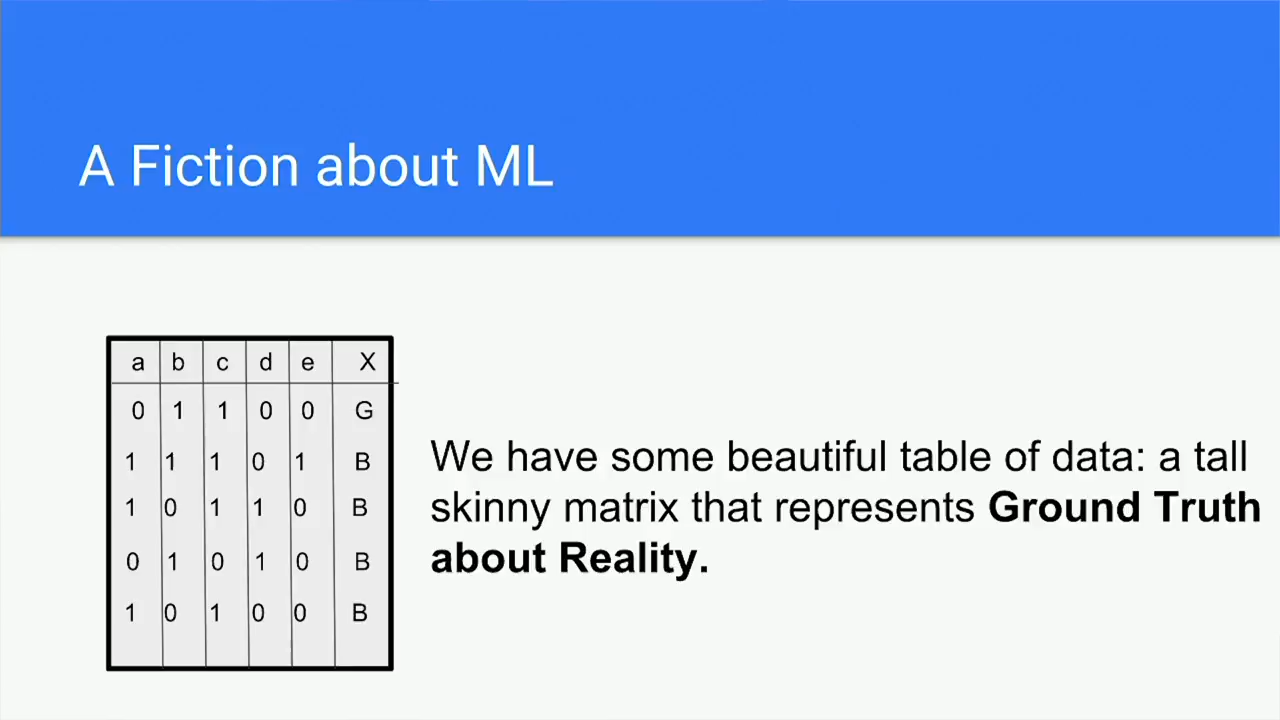 A Fiction about ML
a b c d e X
0 1 1 0 0 G
1 1 1 0 1 B
1 0 1 1 0 B
0 1 0 1 0 B
1 0 1 0 0 B
We have some beautiful table of data: a tall
skinny matrix that represents Ground Truth
about Reality.